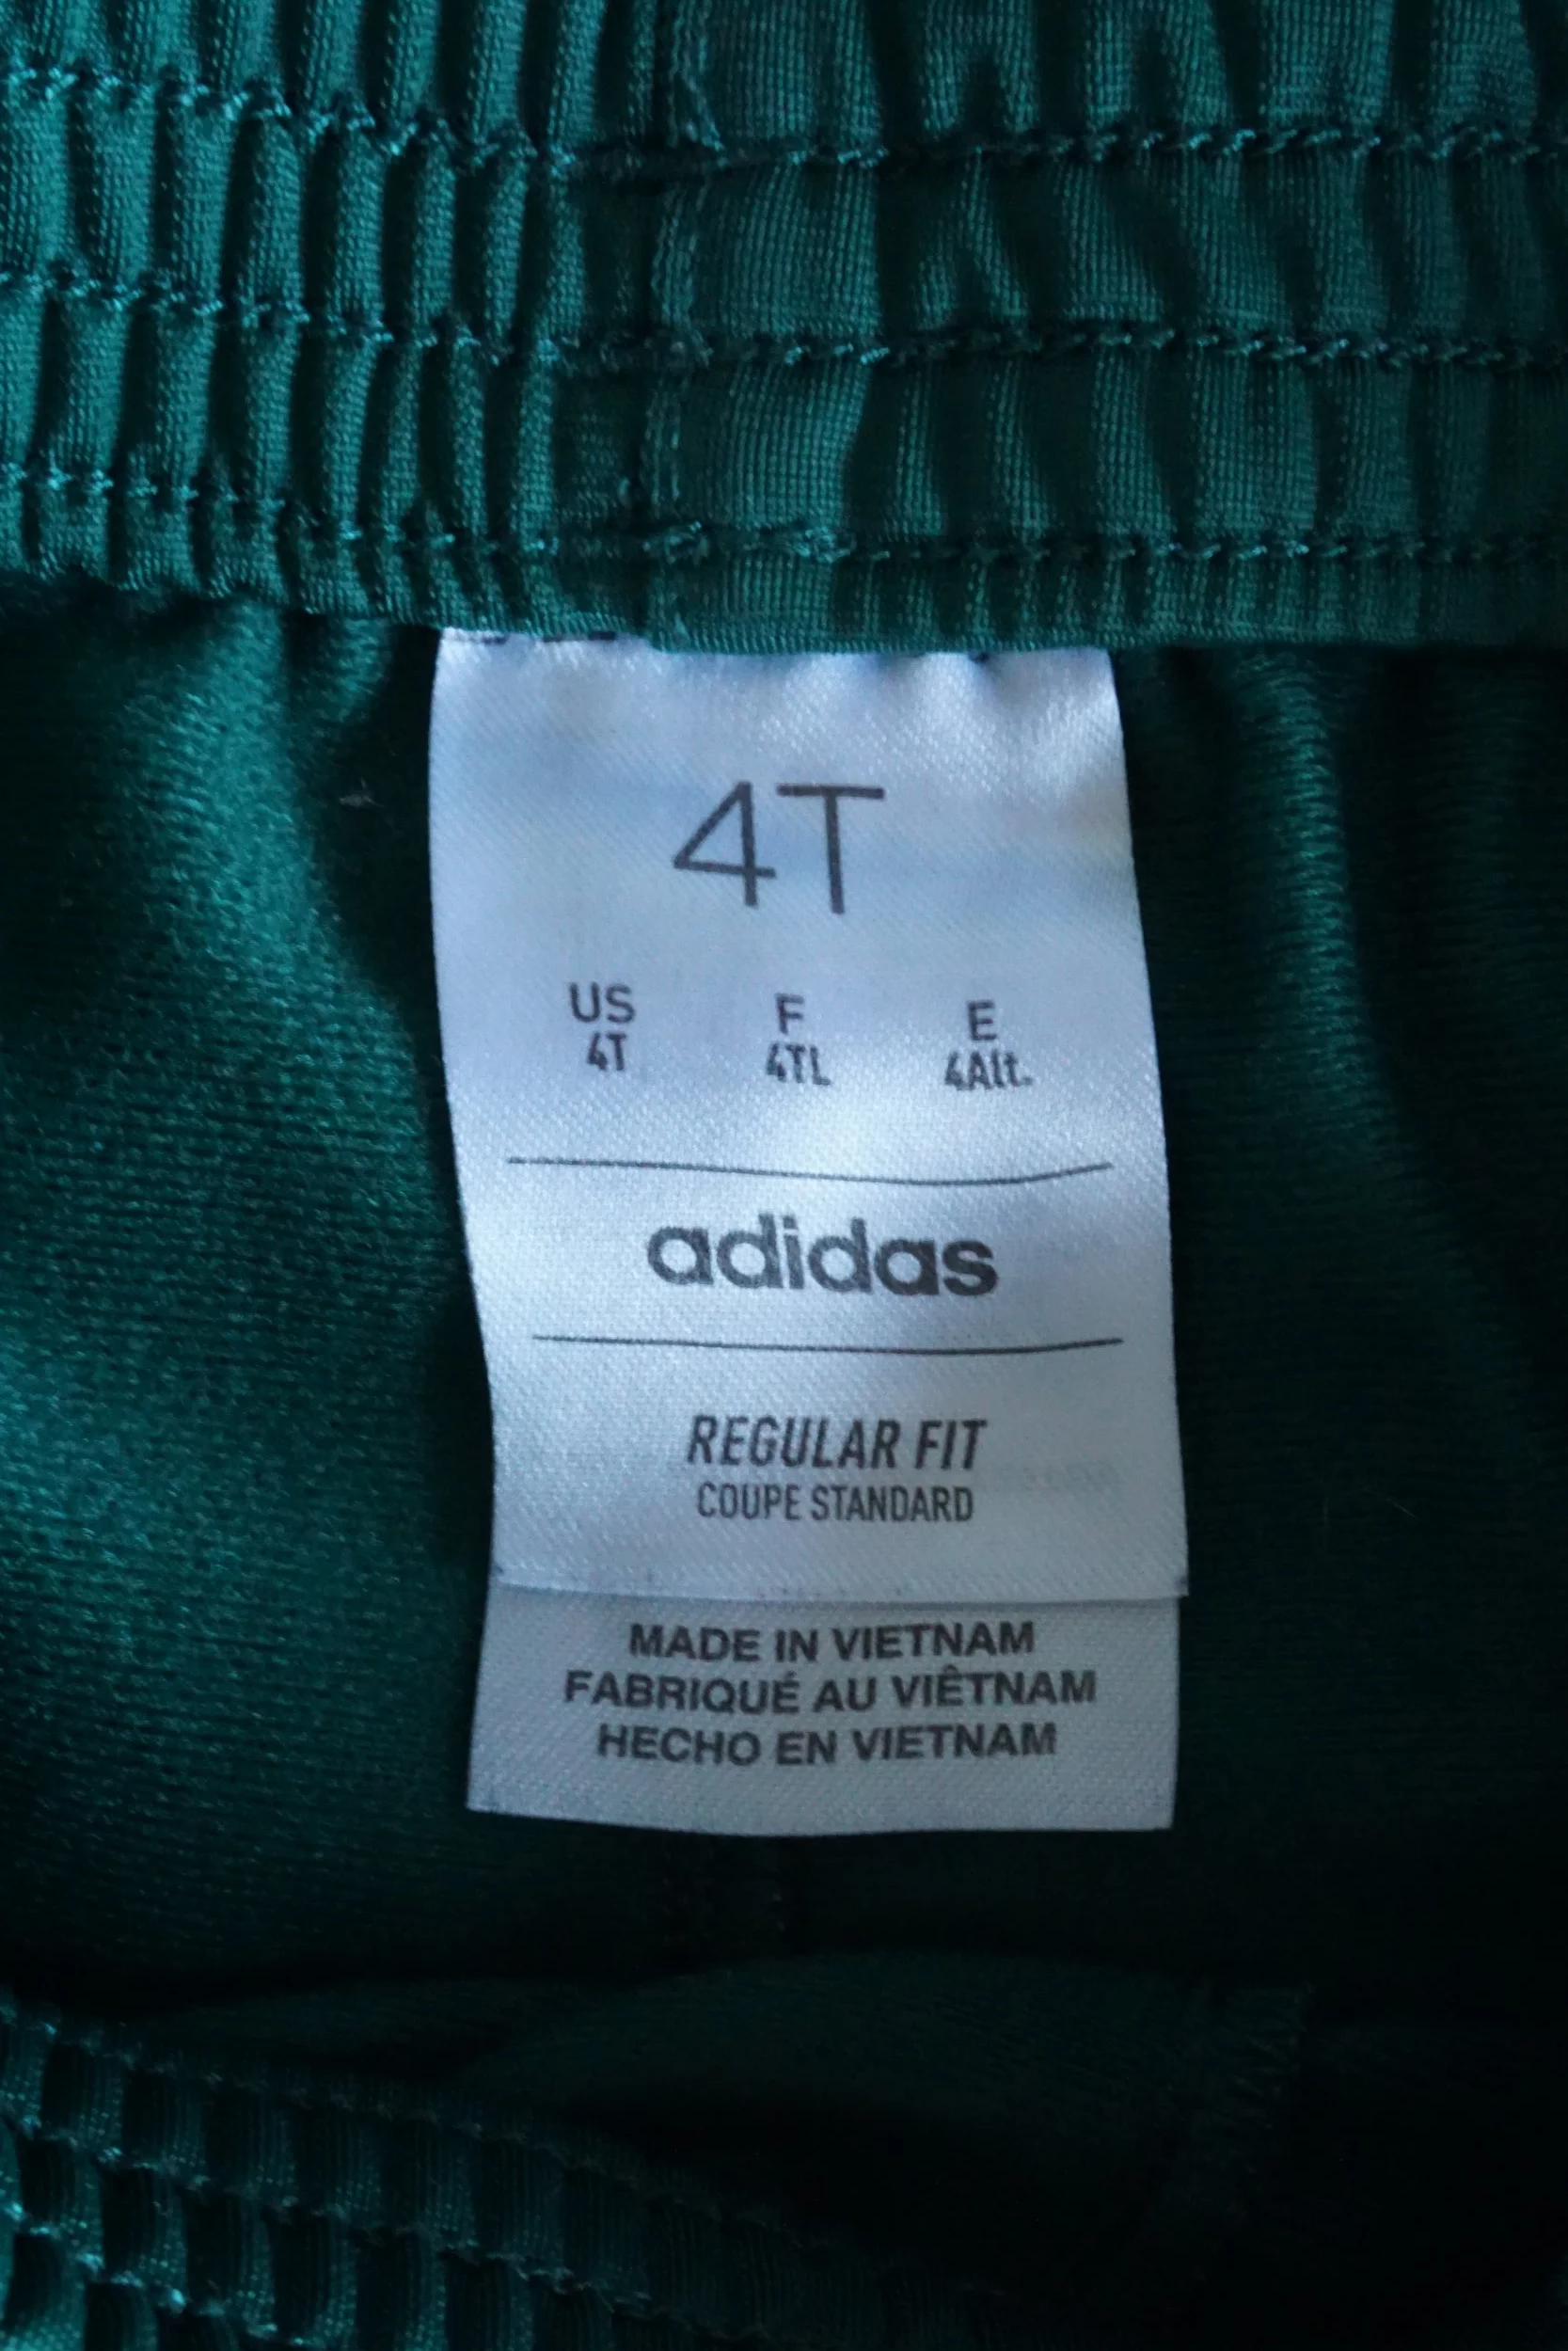 4T
US F E
4T 4TL 4Alt.
adidas
REGULAR FIT
COUPE STANDARD
MADE IN VIETNAM
FABRIQUÉ AU VIÊTNAM
HECHO EN VIETNAM